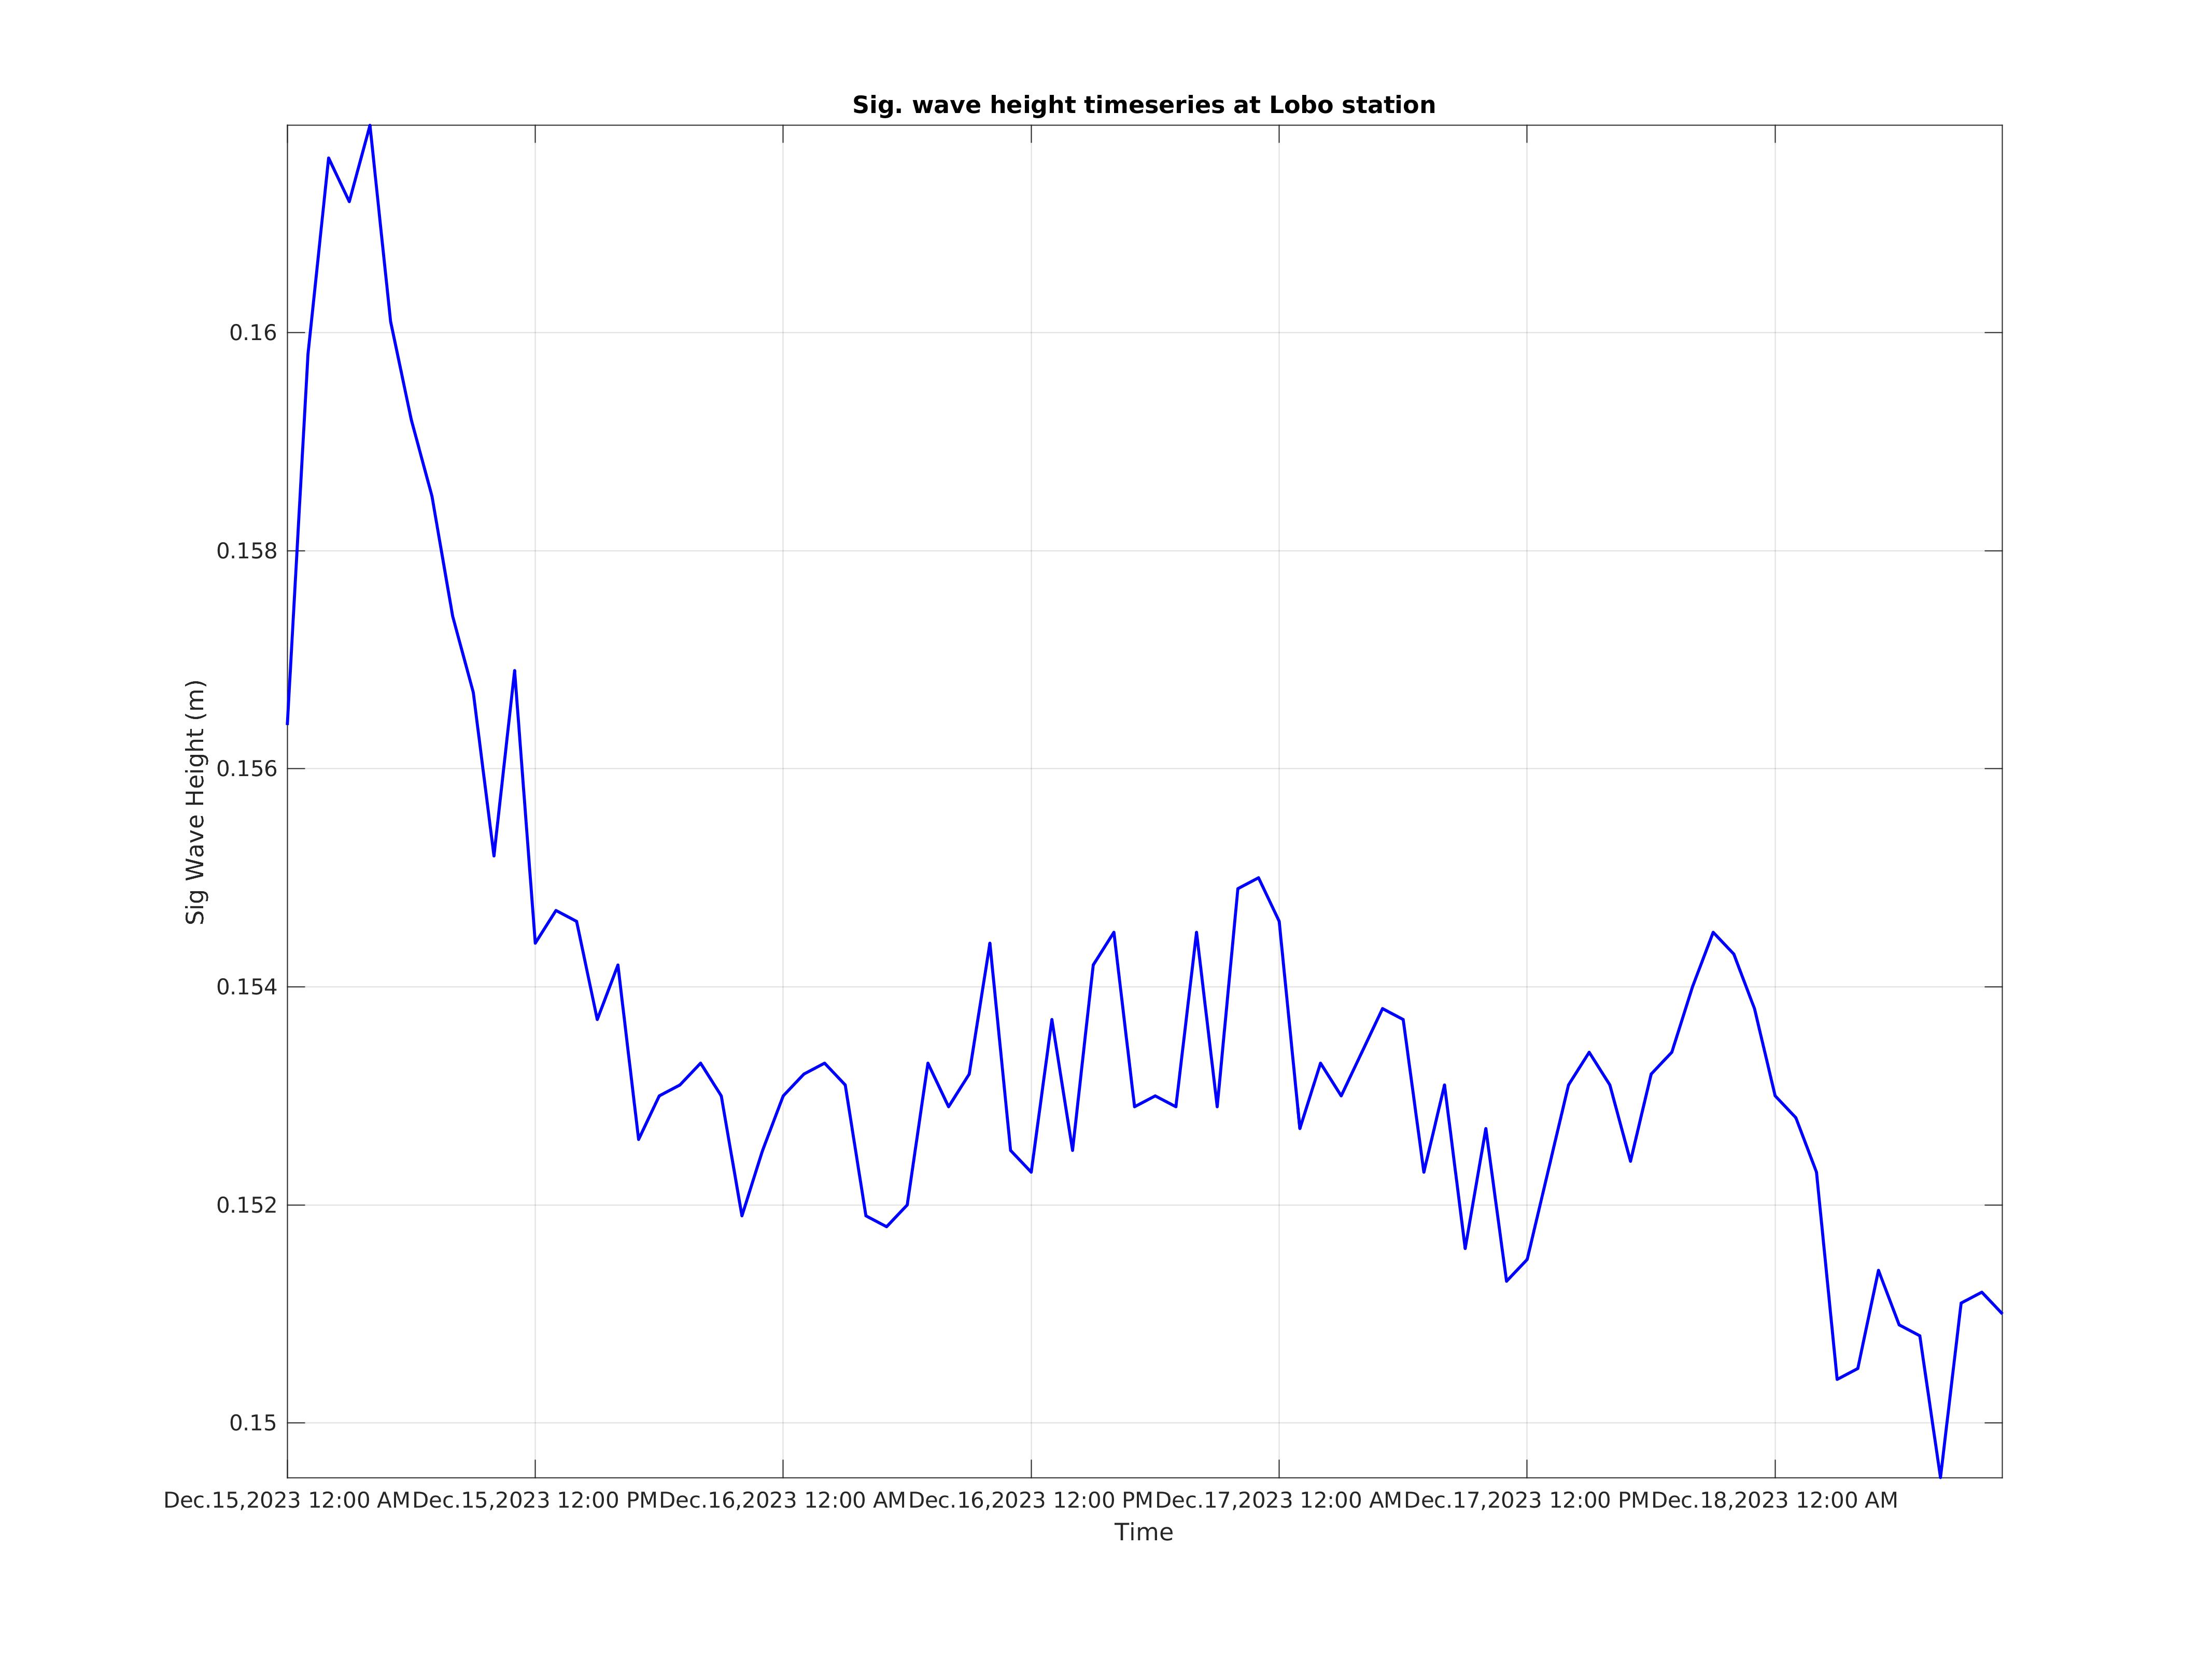 Sig. wave height timeseries at Lobo station
Sig Wave Height (m)
0.16
0.158
0.156
0.154
0.152
0.15
Dec.15,2023 12:00 AM
Dec.15,2023 12:00 PM
Dec.16,2023 12:00 AM
Dec.16,2023 12:00 PM
Dec.17,2023 12:00 AM
Dec.17,2023 12:00 PM
Dec.18,2023 12:00 AM
Time